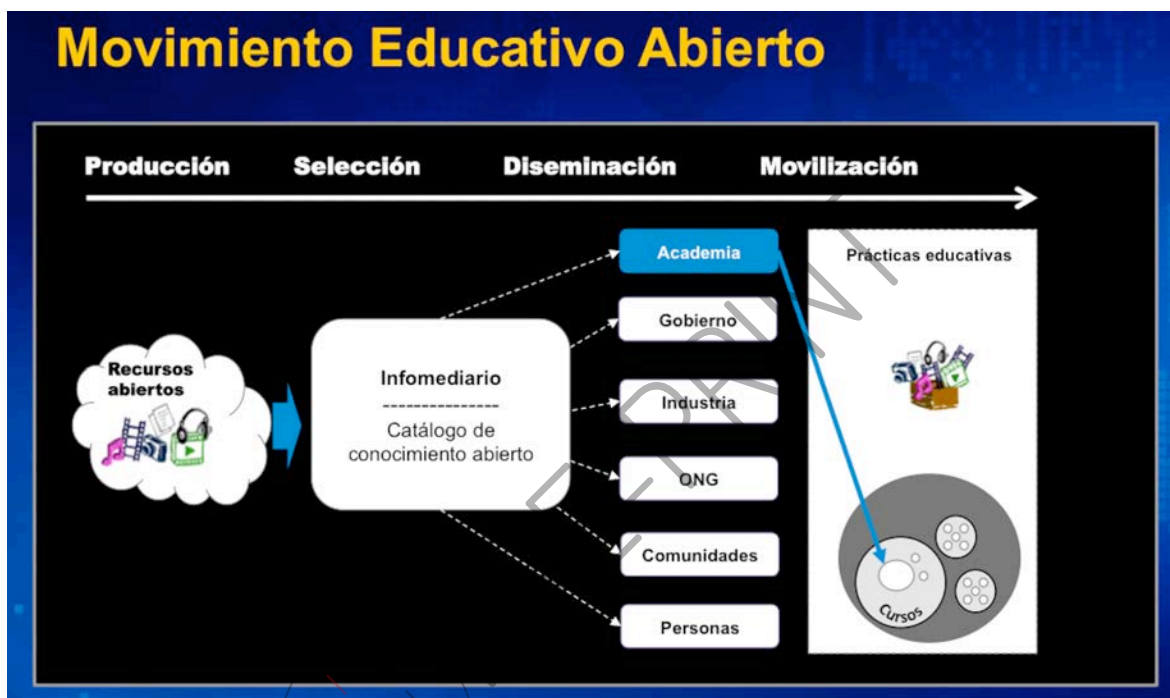 Movimiento Educativo Abierto
Producción Selección Diseminación Movilización
Academia
Prácticas educativas
Gobierno
Recursos
abiertos
Infomediario
---------------
Catálogo de
conocimiento abierto
Industria
ONG
Comunidades
Personas
Cursos